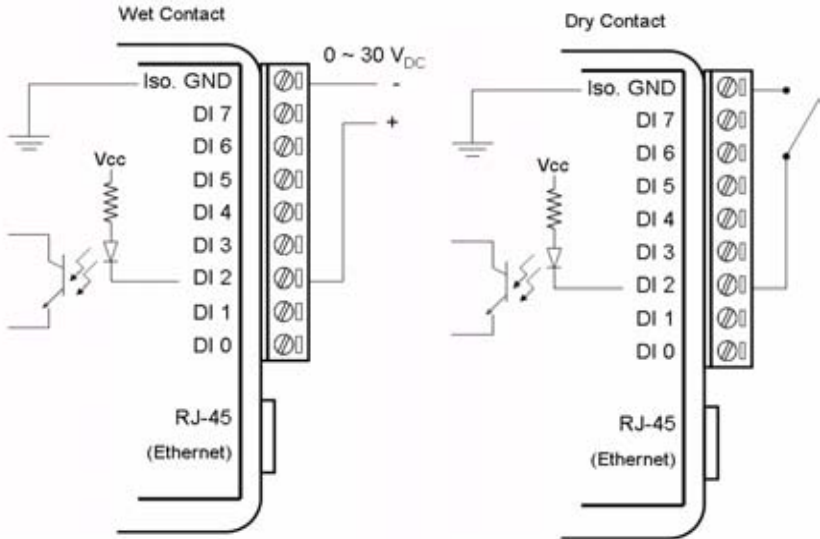 Wet Contact
0 ~ 30 VDC
Iso. GND
-
DI 7
+
DI 6
Vcc
DI 5
DI 4
DI 3
DI 2
DI 1
DI 0
RJ-45
(Ethernet)
Dry Contact
Iso. GND
DI 7
DI 6
Vcc
DI 5
DI 4
DI 3
DI 2
DI 1
DI 0
RJ-45
(Ethernet)